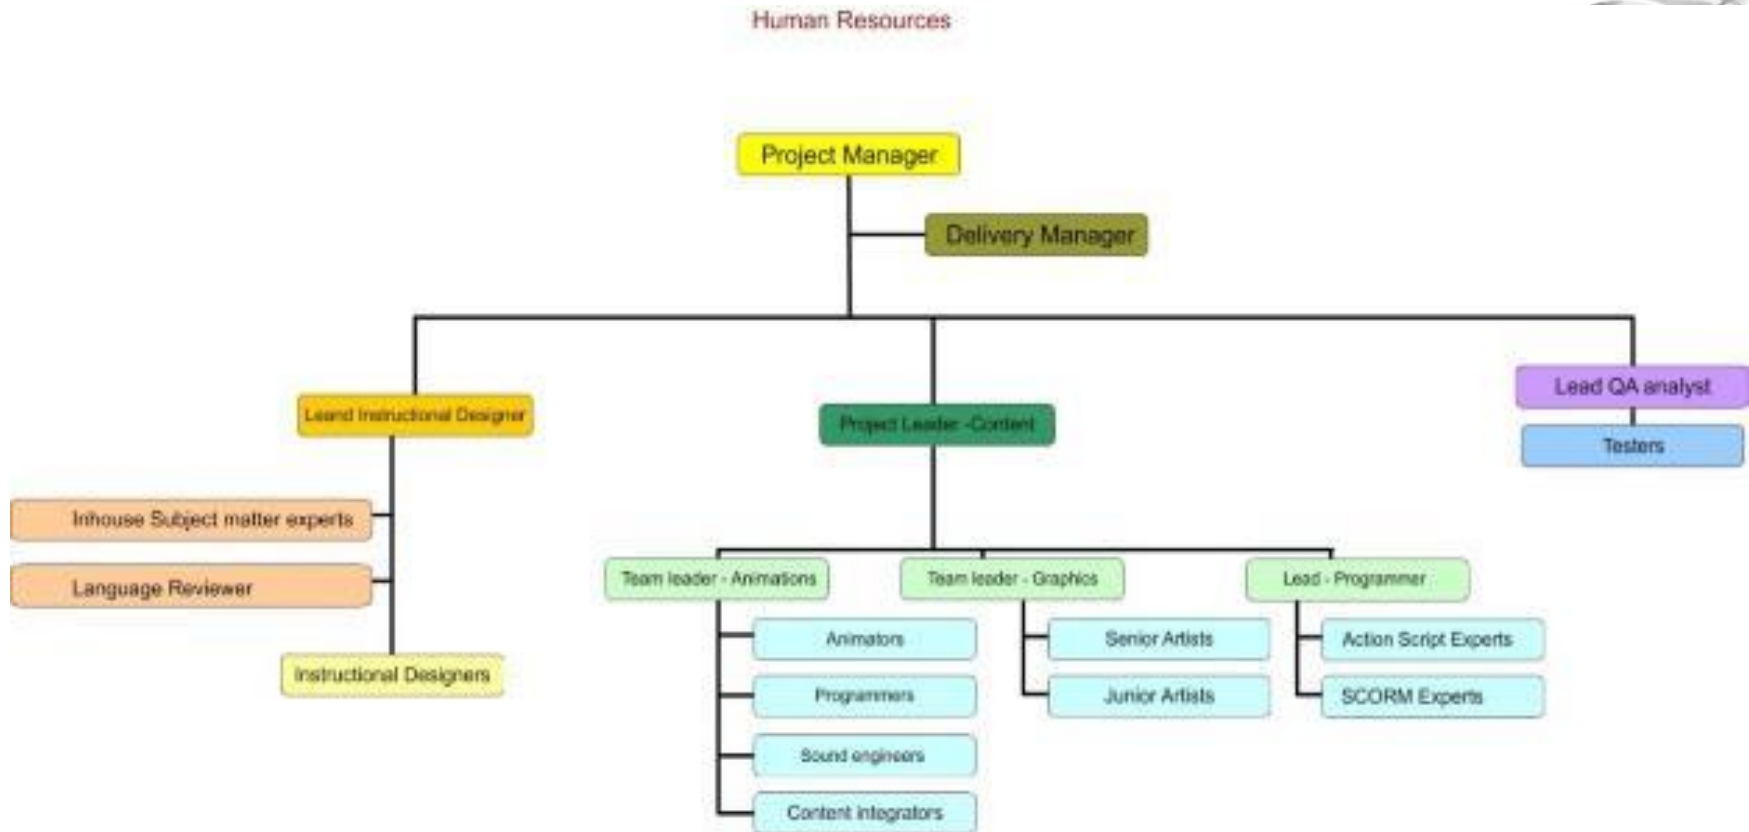 Human Resources
Project Manager
Delivery Manager
Leand Instructional Designer
Project Leader -Content
Lead QA analyst
Testers
Inhouse Subject matter experts
Language Reviewer
Instructional Designers
Team leader - Animations
Team leader - Graphics
Lead - Programmer
Animators
Programmers
Sound engineers
Content integrators
Senior Artists
Junior Artists
Action Script Experts
SCORM Experts